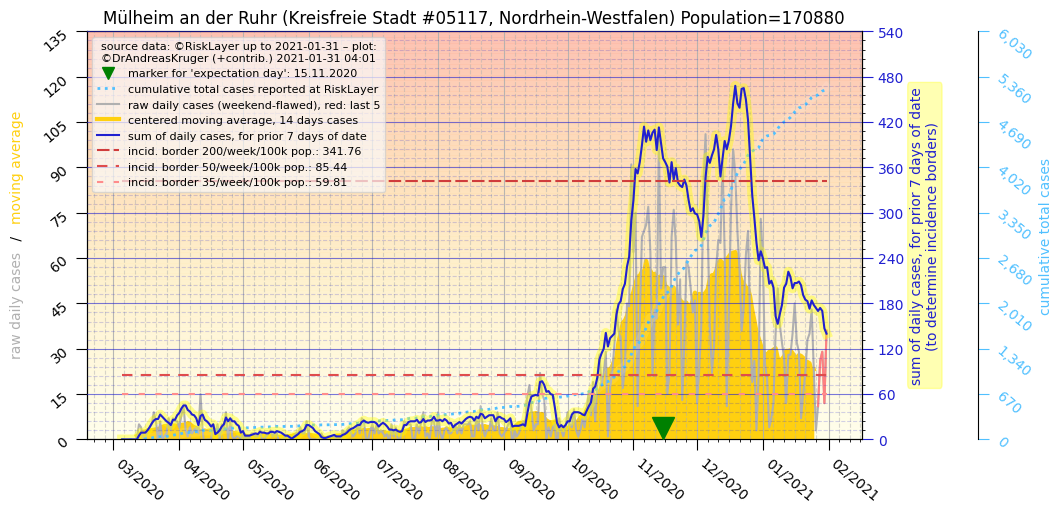 Mülheim an der Ruhr (Kreisfreie Stadt #05117, Nordrhein-Westfalen) Population=170880
source data: ©RiskLayer up to 2021-01-31 – plot:
©DrAndreasKruger (+contrib.) 2021-01-31 04:01
marker for 'expectation day': 15.11.2020
cumulative total cases reported at RiskLayer
raw daily cases (weekend-flawed), red: last 5
centered moving average, 14 days cases
sum of daily cases, for prior 7 days of date
incid. border 200/week/100k pop.: 341.76
incid. border 50/week/100k pop.: 85.44
incid. border 35/week/100k pop.: 59.81
raw daily cases / moving average
135
120
105
90
75
60
45
30
15
0
03/2020
04/2020
05/2020
06/2020
07/2020
08/2020
09/2020
10/2020
11/2020
12/2020
01/2021
02/2021
540
480
420
360
300
240
180
120
60
0
sum of daily cases, for prior 7 days of date
(to determine incidence borders)
6,030
5,360
4,690
4,020
3,350
2,680
2,010
1,340
670
0
cumulative total cases